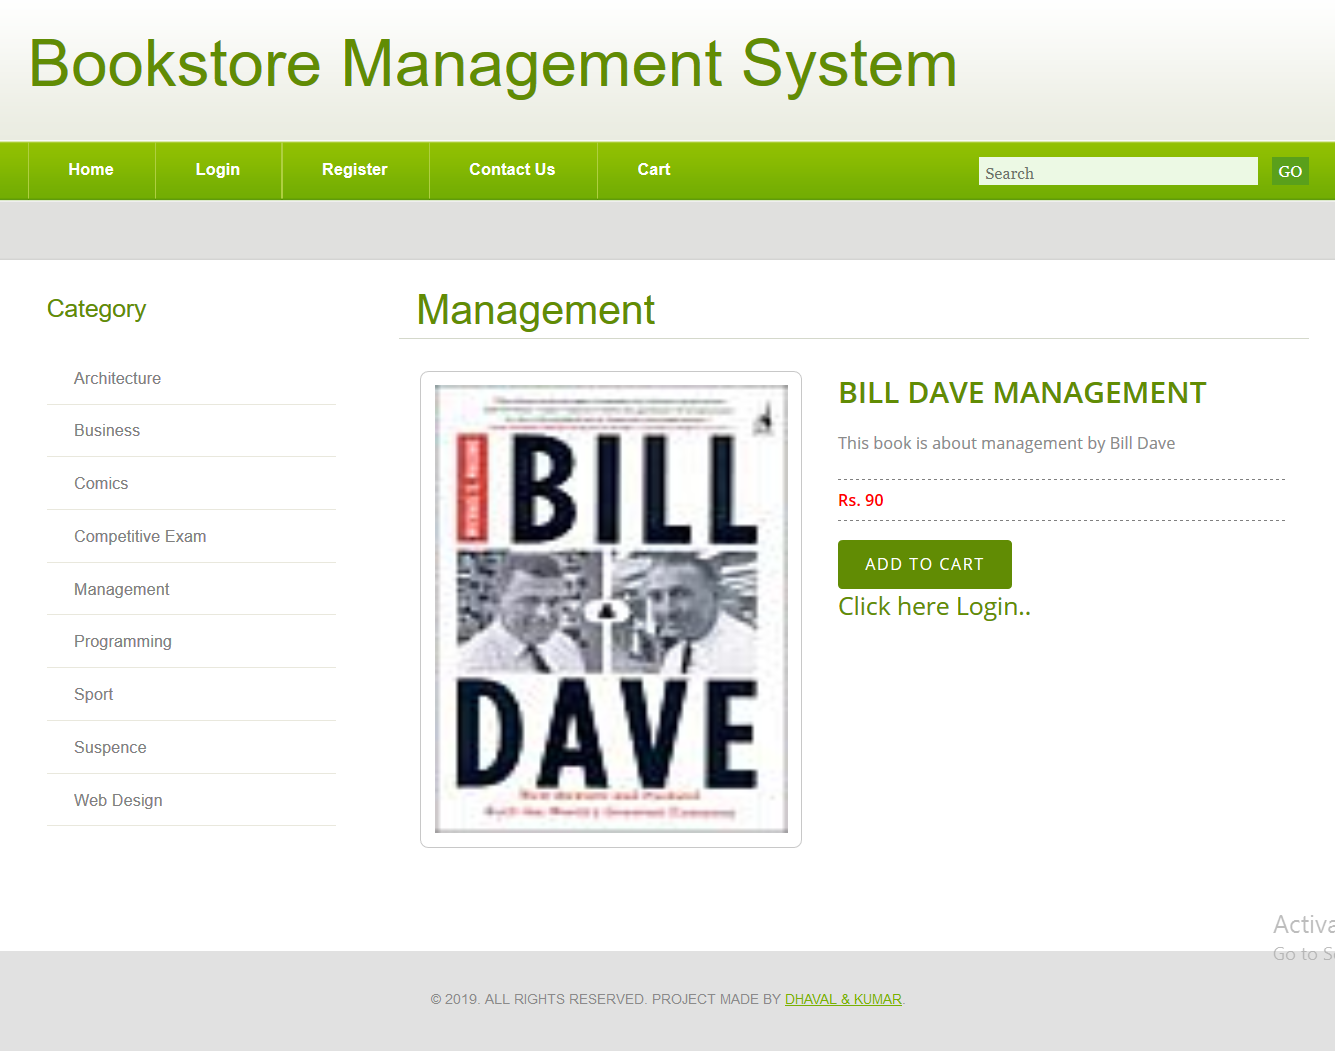 Bookstore Management System
Home Login Register Contact Us Cart Search GO
Category
Architecture
Business
Comics
Competitive Exam
Management
Programming
Sport
Suspence
Web Design
Management
BILL
&
DAVE
BILL DAVE MANAGEMENT
This book is about management by Bill Dave
Rs. 90
ADD TO CART
Click here Login..
Activa
Go to Se
© 2019. ALL RIGHTS RESERVED. PROJECT MADE BY DHAVAL & KUMAR.